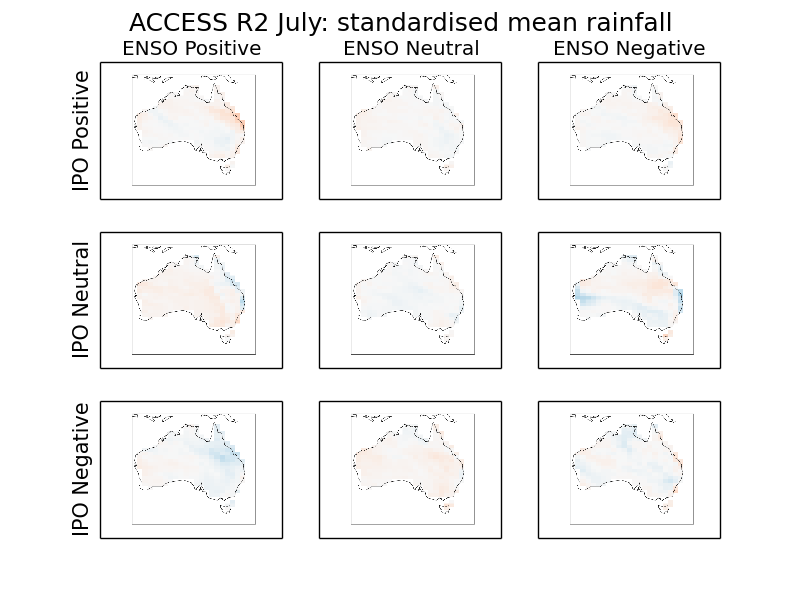 ACCESS R2 July: standardised mean rainfall
ENSO Positive
ENSO Neutral
ENSO Negative
IPO Positive
IPO Neutral
IPO Negative